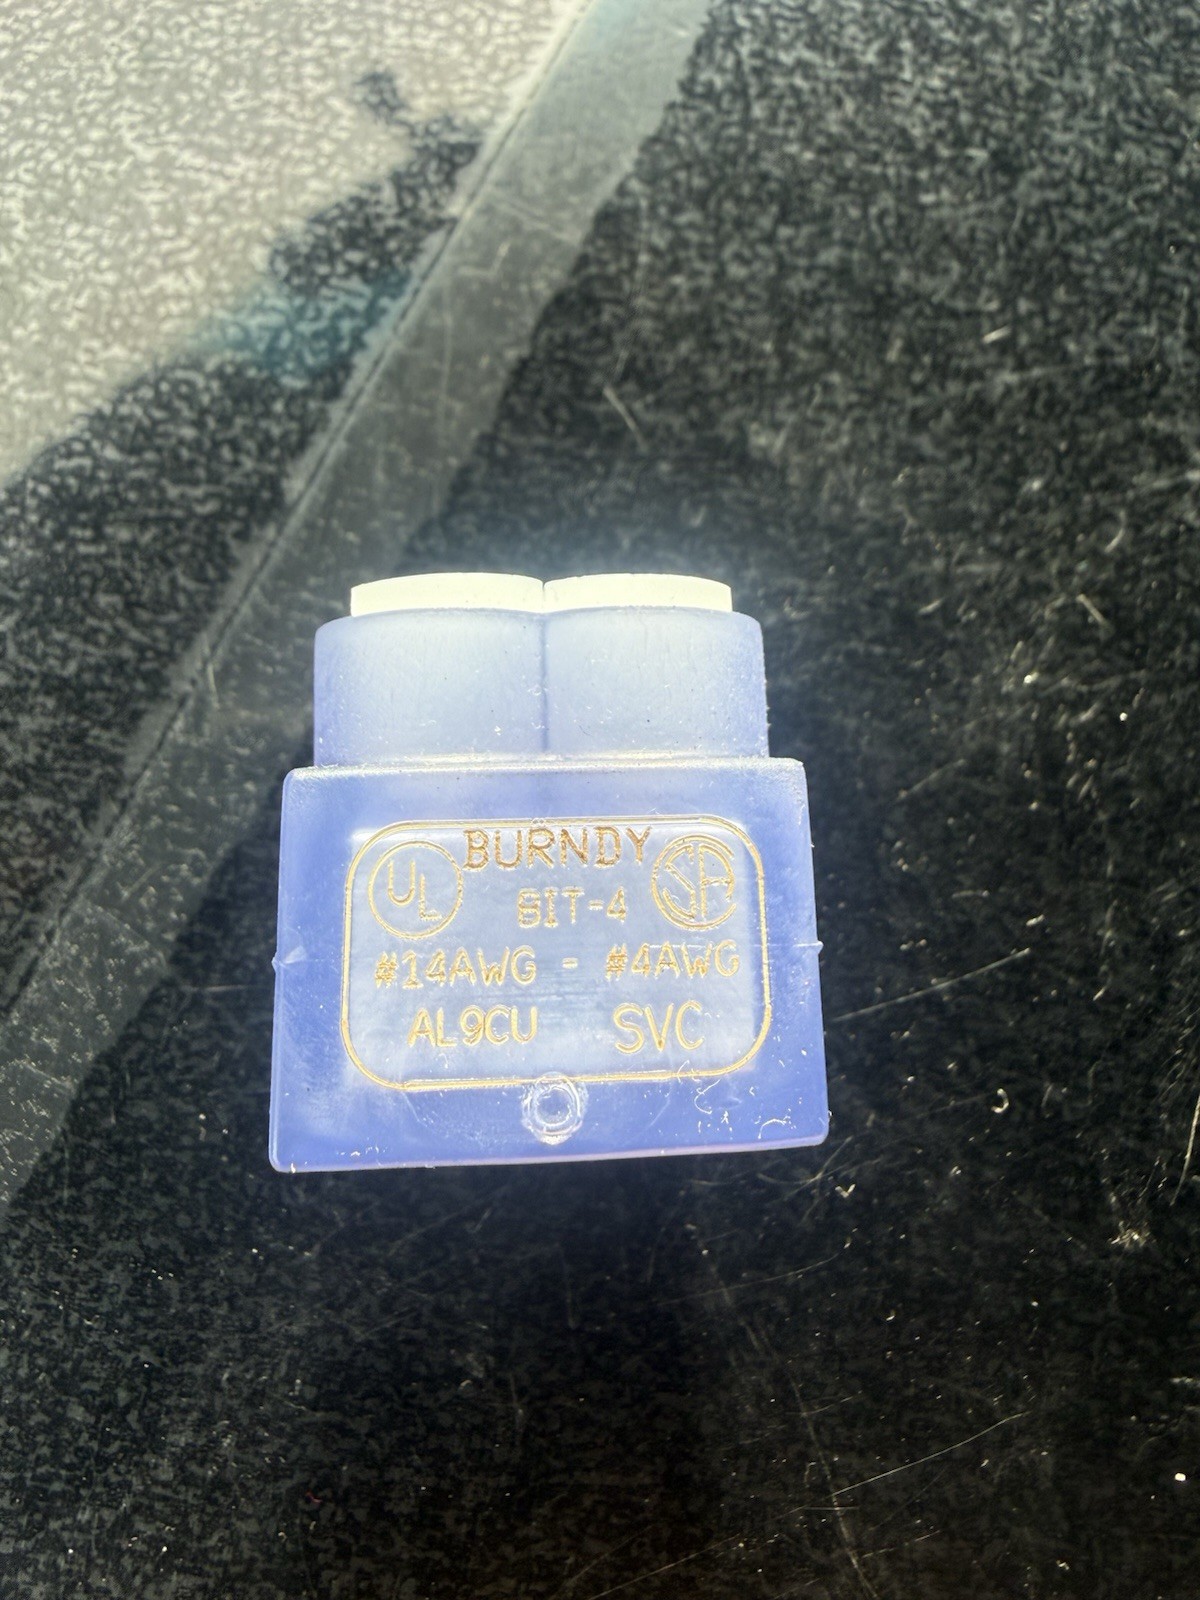 BURNDY
UL
SA
BIT-4
#14AWG - #4AWG
AL9CU SVC